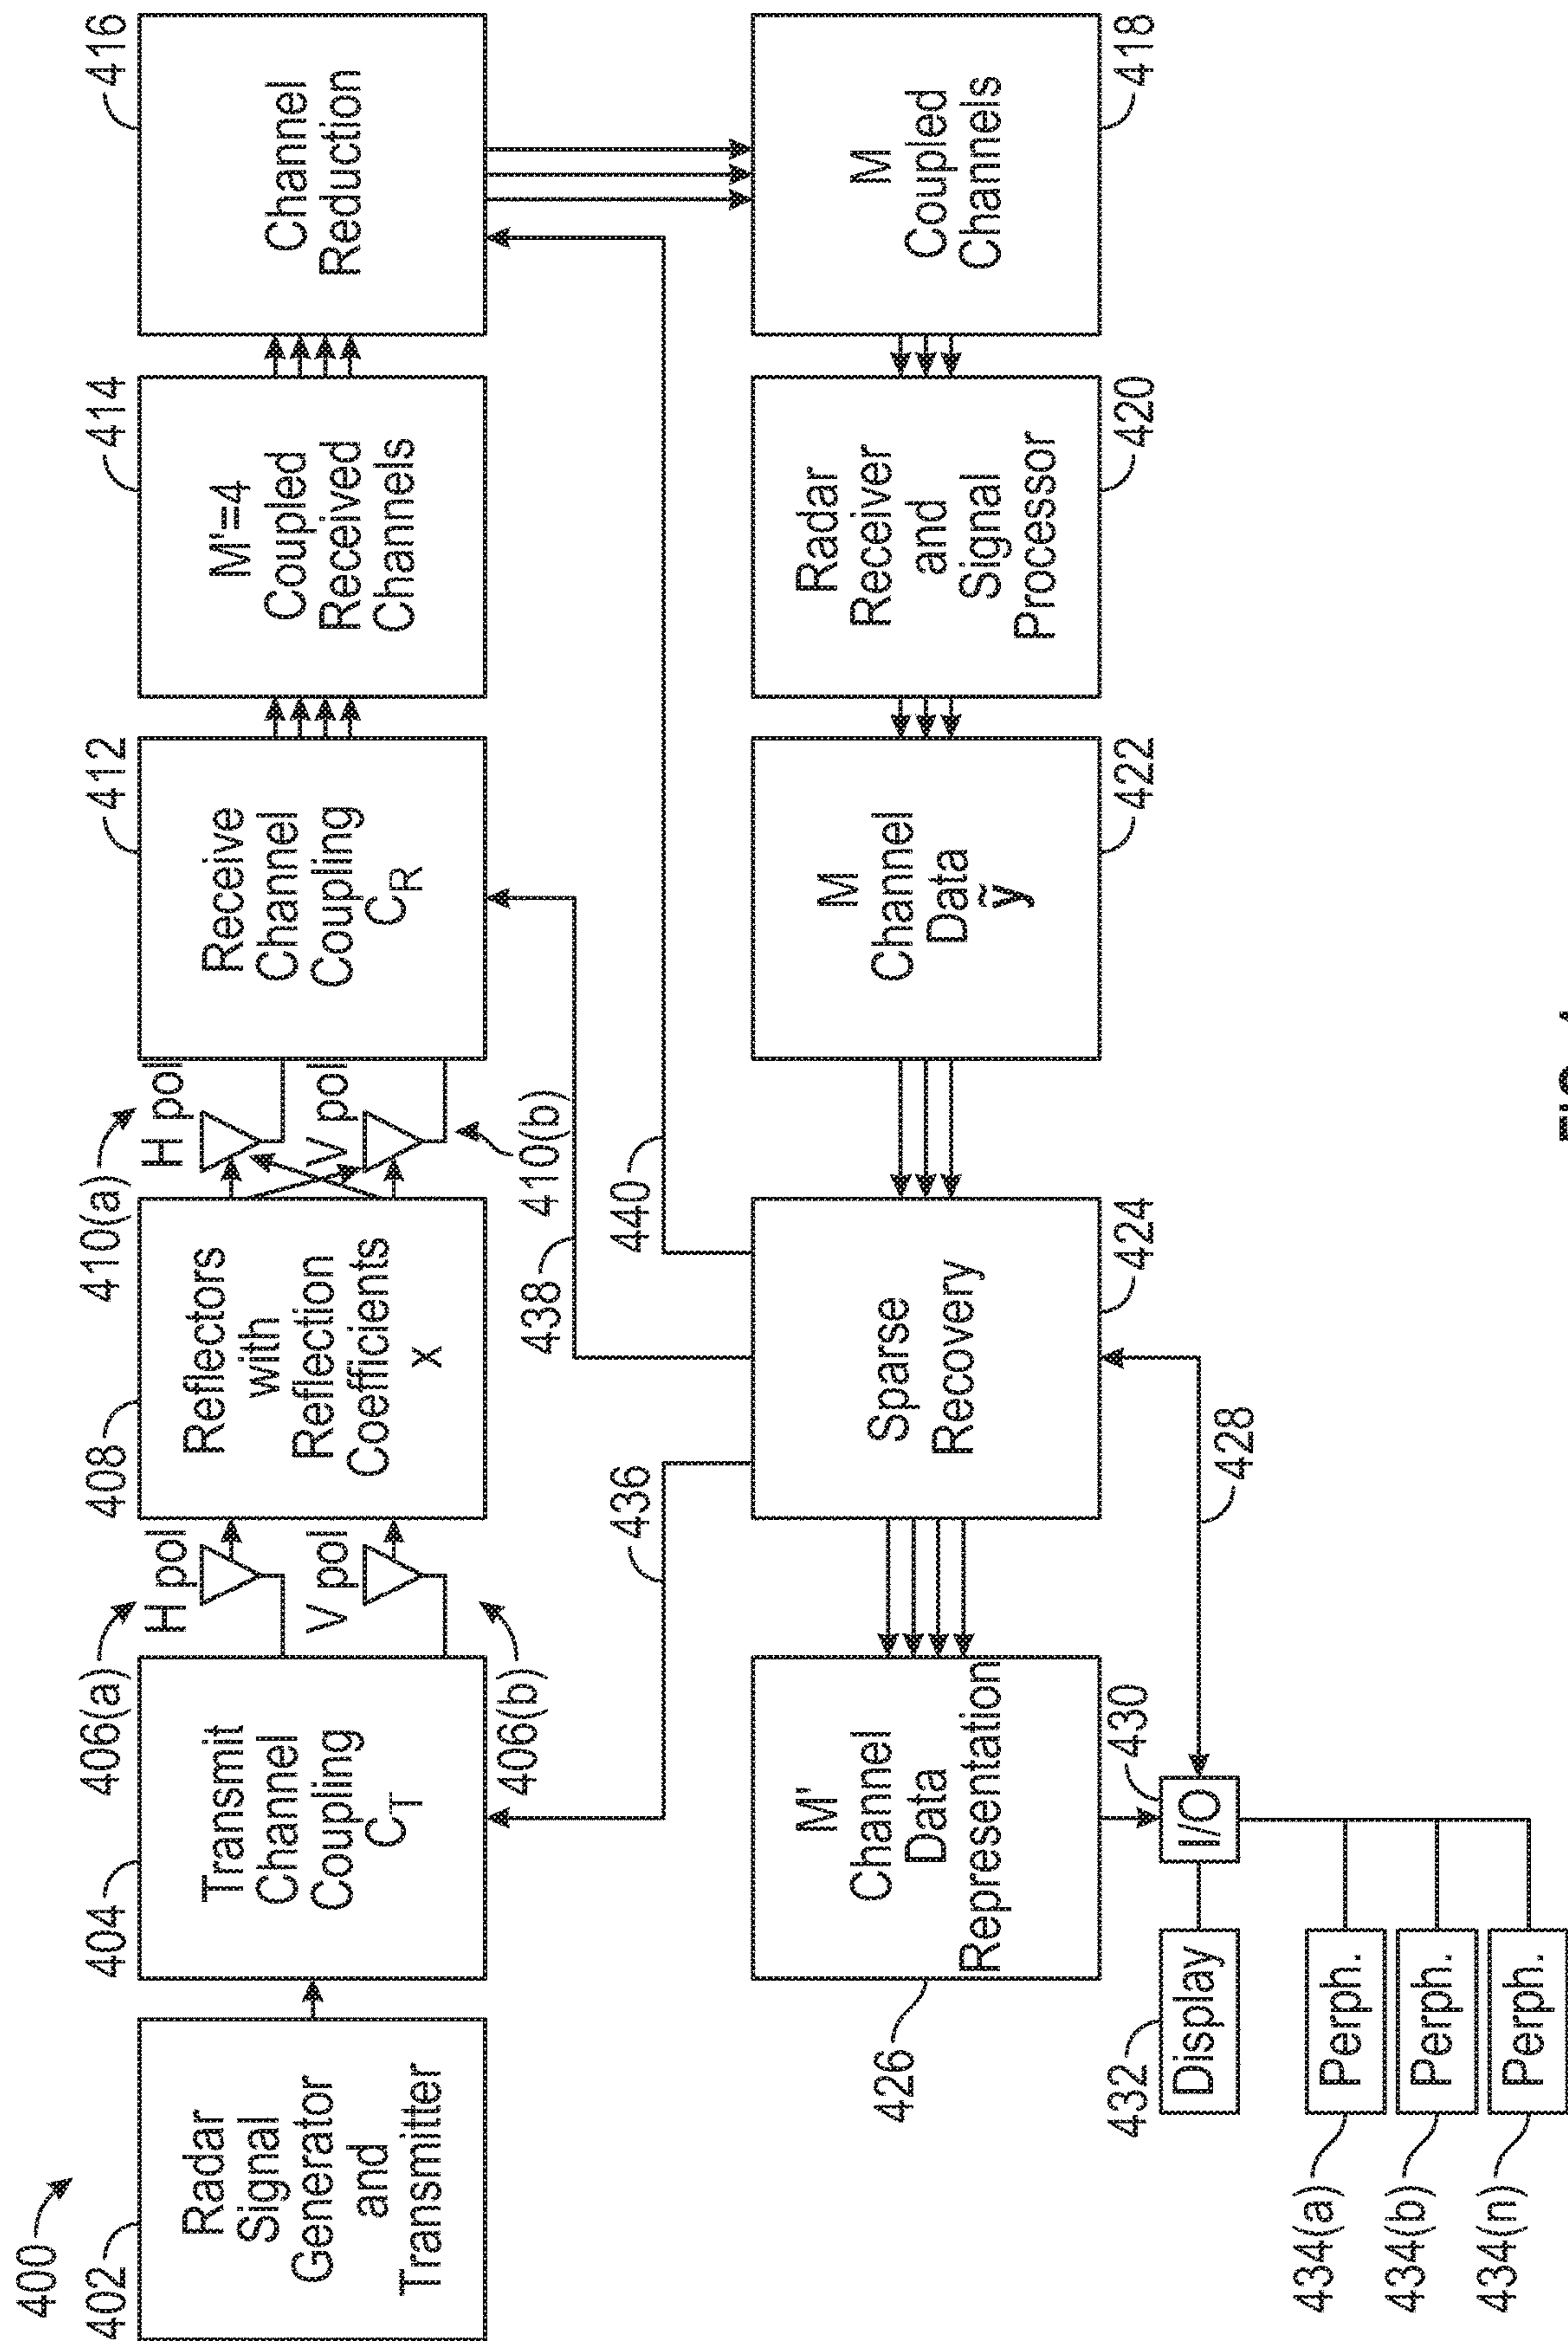 400
402
Radar
Signal
Generator
and
Transmitter
404
Transmit
Channel
Coupling
C_T
406(a)
H pol
V pol
406(b)
408
Reflectors
with
Reflection
Coefficients
x
410(a)
H pol
V pol
410(b)
412
Receive
Channel
Coupling
C_R
414
M'=4
Coupled
Received
Channels
416
Channel
Reduction
436
438
440
426
M'
Channel
Data
Representation
Sparse
Recovery
424
M
Channel
Data
ỹ
422
Radar
Receiver
and
Signal
Processor
420
M
Coupled
Channels
418
432
Display
I/O
430
428
434(a)
Perph.
434(b)
Perph.
434(n)
Perph.